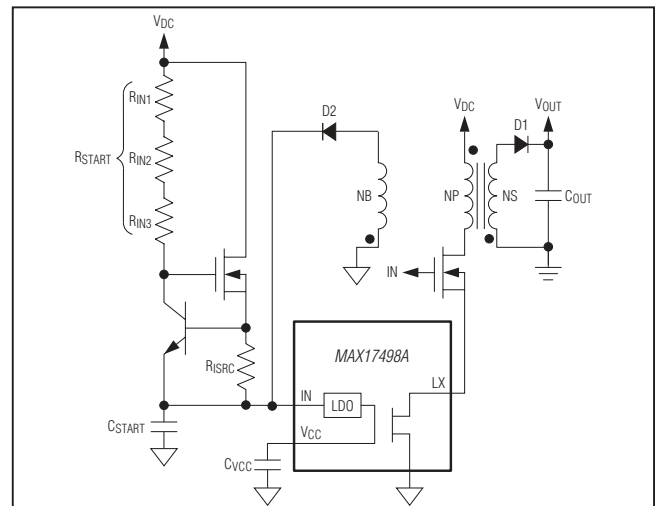 VDC
RIN1
D2
VDC
D1
VOUT
RSTART
RIN2
NB
NP
NS
COUT
RIN3
IN
MAX17498A
RISRC
LX
IN
LDO
CSTART
VCC
CVCC